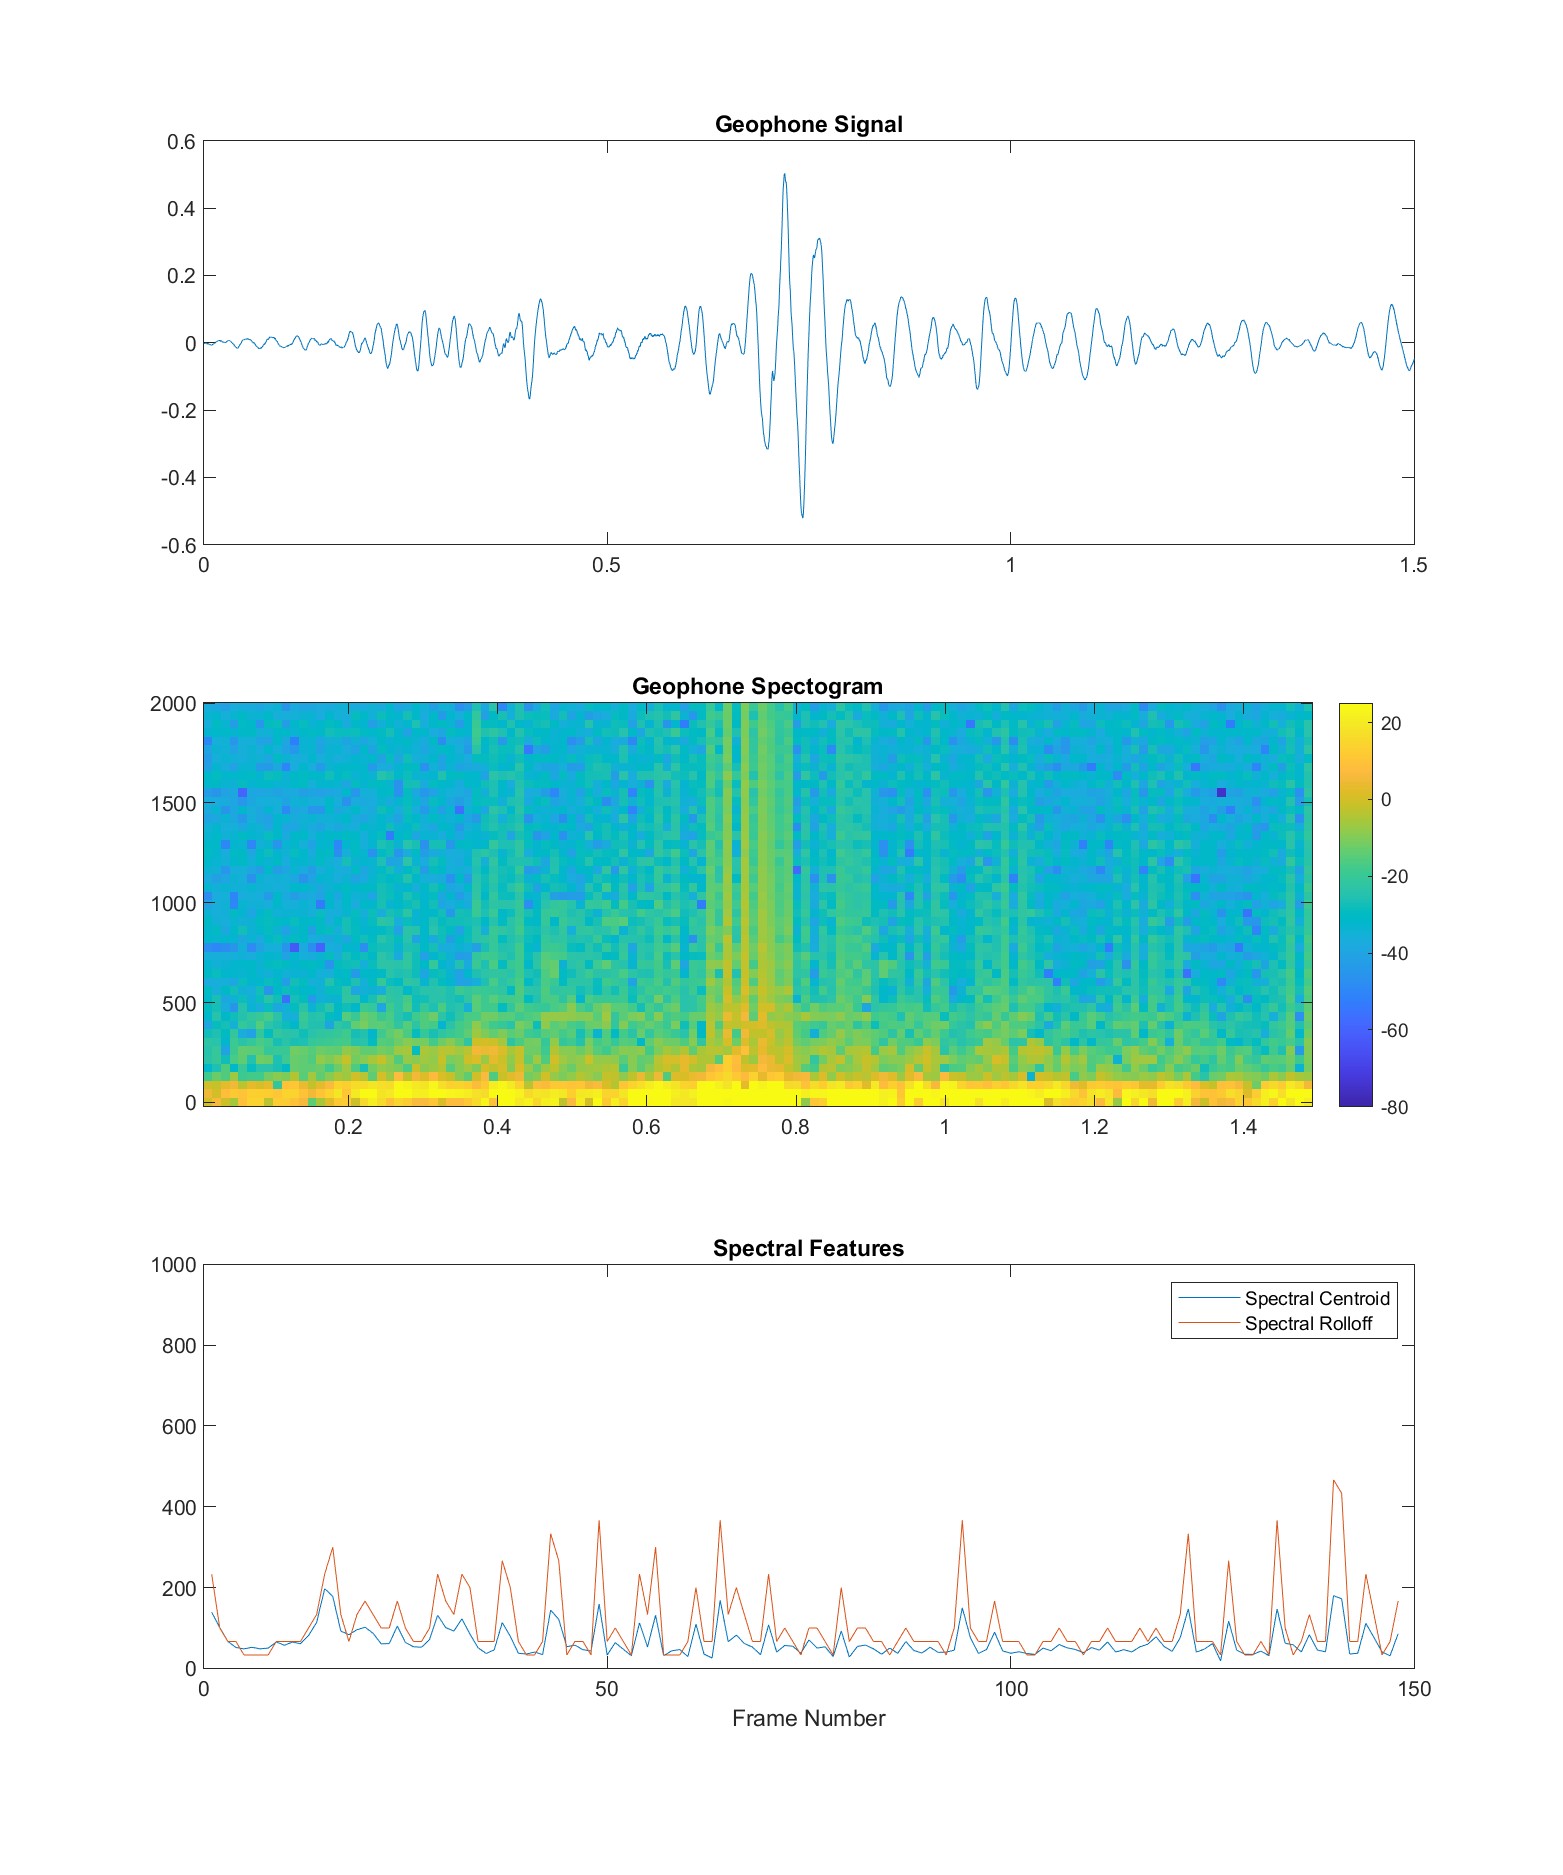 Geophone Signal
0.6
0.4
0.2
0
-0.2
-0.4
-0.6
0 0.5 1 1.5
Geophone Spectogram
2000
1500
1000
500
0
20
0
-20
-40
-60
-80
0.2 0.4 0.6 0.8 1 1.2 1.4
Spectral Features
1000
800
600
400
200
0
Spectral Centroid
Spectral Rolloff
0 50 100 150
Frame Number